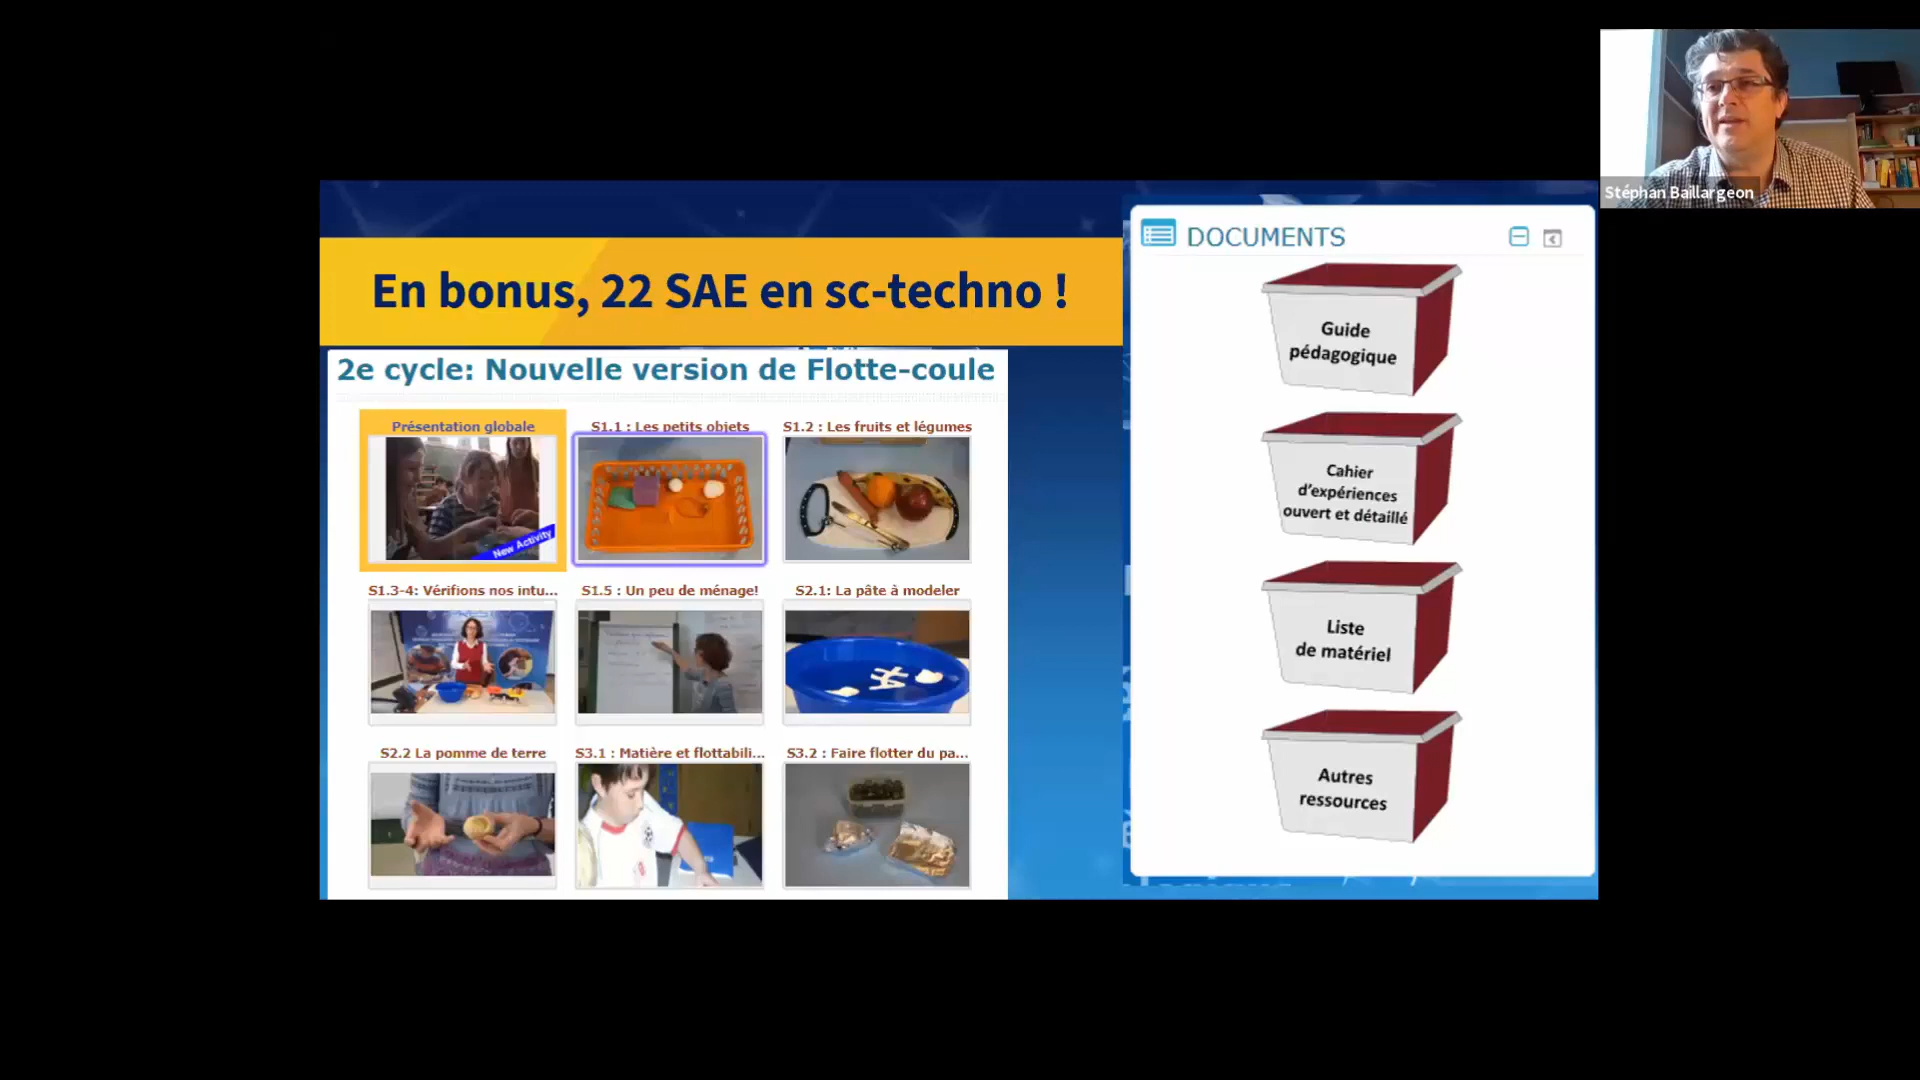 Stéphan Baillargeon
En bonus, 22 SAE en sc-techno !
2e cycle: Nouvelle version de Flotte-coule
Présentation globale
New Activity
S1.1 : Les petits objets
S1.2 : Les fruits et légumes
S1.3-4: Vérifions nos intu...
S1.5 : Un peu de ménage!
S2.1: La pâte à modeler
S2.2 La pomme de terre
S3.1 : Matière et flottabili...
S3.2 : Faire flotter du pa...
DOCUMENTS
Guide
pédagogique
Cahier
d'expériences
ouvert et détaillé
Liste
de matériel
Autres
ressources